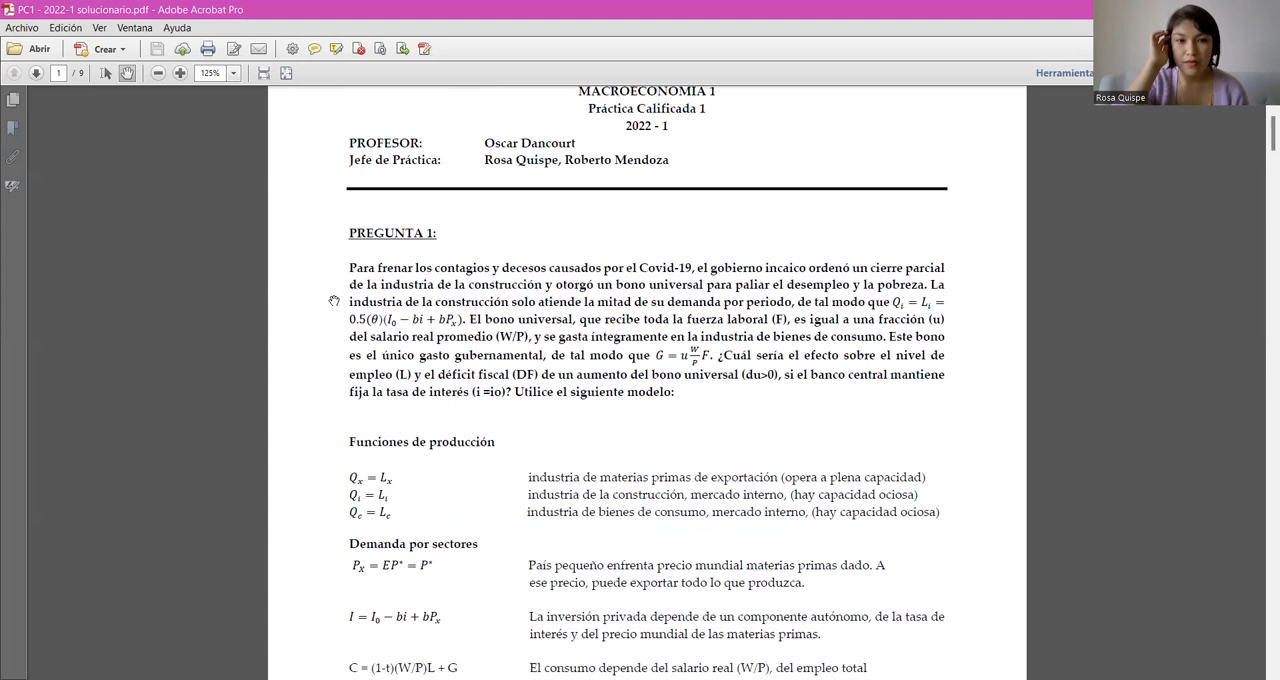 PC1 - 2022-1 solucionario.pdf - Adobe Acrobat Pro
Archivo Edición Ver Ventana Ayuda
Abrir Crear
1 / 9 125% Herramienta
Rosa Quispe
MACROECONOMIA 1
Práctica Calificada 1
2022 - 1
PROFESOR: Oscar Dancourt
Jefe de Práctica: Rosa Quispe, Roberto Mendoza
PREGUNTA 1:
Para frenar los contagios y decesos causados por el Covid-19, el gobierno incaico ordenó un cierre parcial
de la industria de la construcción y otorgó un bono universal para paliar el desempleo y la pobreza. La
industria de la construcción solo atiende la mitad de su demanda por periodo, de tal modo que Qᵢ = Lᵢ =
0.5(θ)(I₀ − bi + bPₓ). El bono universal, que recibe toda la fuerza laboral (F), es igual a una fracción (u)
del salario real promedio (W/P), y se gasta íntegramente en la industria de bienes de consumo. Este bono
es el único gasto gubernamental, de tal modo que G = u W/P F. ¿Cuál sería el efecto sobre el nivel de
empleo (L) y el déficit fiscal (DF) de un aumento del bono universal (du>0), si el banco central mantiene
fija la tasa de interés (i =io)? Utilice el siguiente modelo:
Funciones de producción
Qₓ = Lₓ industria de materias primas de exportación (opera a plena capacidad)
Qᵢ = Lᵢ industria de la construcción, mercado interno, (hay capacidad ociosa)
Q_c = L_c industria de bienes de consumo, mercado interno, (hay capacidad ociosa)
Demanda por sectores
Pₓ = EP* = P* País pequeño enfrenta precio mundial materias primas dado. A
ese precio, puede exportar todo lo que produzca.
I = I₀ − bi + bPₓ La inversión privada depende de un componente autónomo, de la tasa de
interés y del precio mundial de las materias primas.
C = (1-t)(W/P)L + G El consumo depende del salario real (W/P), del empleo total